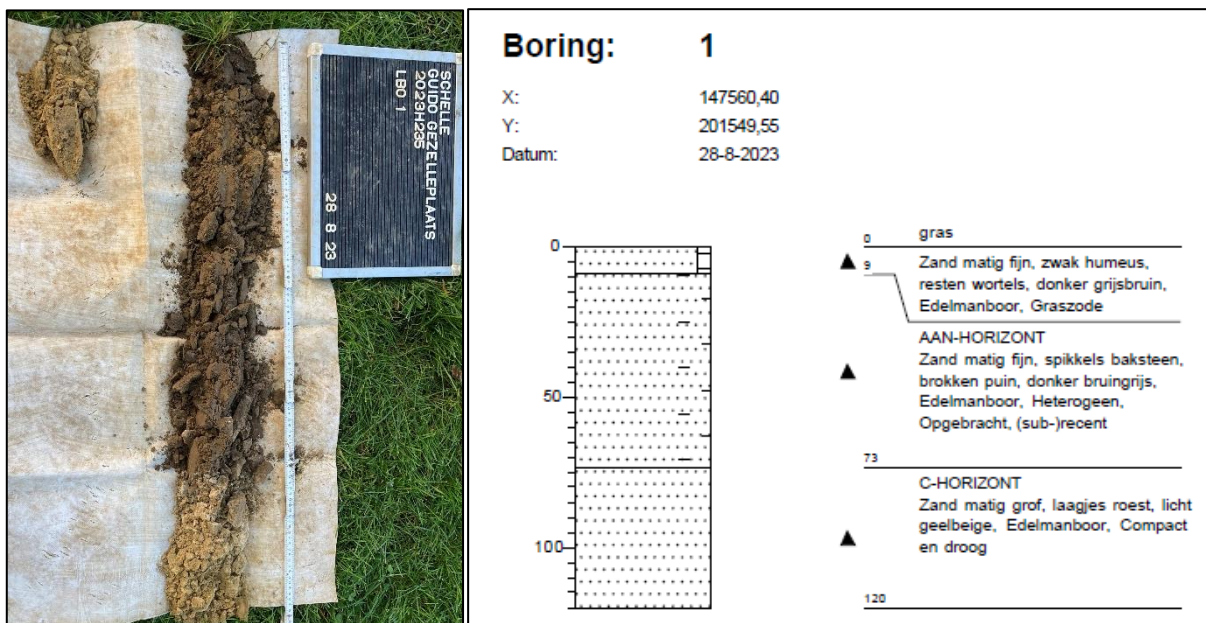 SCHELLE
GUIDO GEZELLEPLAATS
2023H235
LBO 1
28 8 23
Boring: 1
X: 147560,40
Y: 201549,55
Datum: 28-8-2023
0
50
100
0
gras
9
Zand matig fijn, zwak humeus,
resten wortels, donker grijsbruin,
Edelmanboor, Graszode
AAN-HORIZONT
Zand matig fijn, spikkels baksteen,
brokken puin, donker bruingrijs,
Edelmanboor, Heterogeen,
Opgebracht, (sub-)recent
73
C-HORIZONT
Zand matig grof, laagjes roest, licht
geelbeige, Edelmanboor, Compact
en droog
120